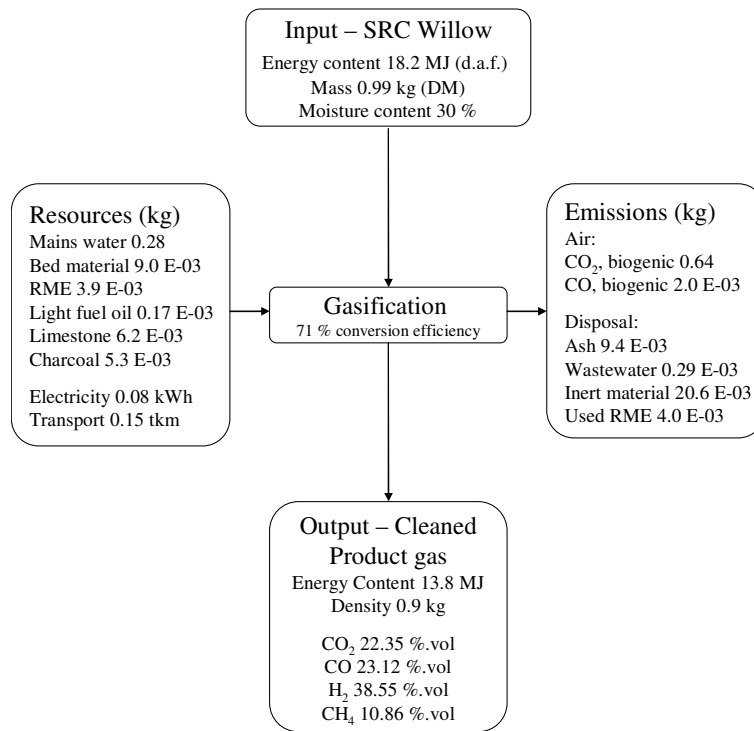 Input – SRC Willow
Energy content 18.2 MJ (d.a.f.)
Mass 0.99 kg (DM)
Moisture content 30 %
Resources (kg)
Mains water 0.28
Bed material 9.0 E-03
RME 3.9 E-03
Light fuel oil 0.17 E-03
Limestone 6.2 E-03
Charcoal 5.3 E-03
Electricity 0.08 kWh
Transport 0.15 tkm
Gasification
71 % conversion efficiency
Emissions (kg)
Air:
CO₂, biogenic 0.64
CO, biogenic 2.0 E-03
Disposal:
Ash 9.4 E-03
Wastewater 0.29 E-03
Inert material 20.6 E-03
Used RME 4.0 E-03
Output – Cleaned
Product gas
Energy Content 13.8 MJ
Density 0.9 kg
CO₂ 22.35 %.vol
CO 23.12 %.vol
H₂ 38.55 %.vol
CH₄ 10.86 %.vol